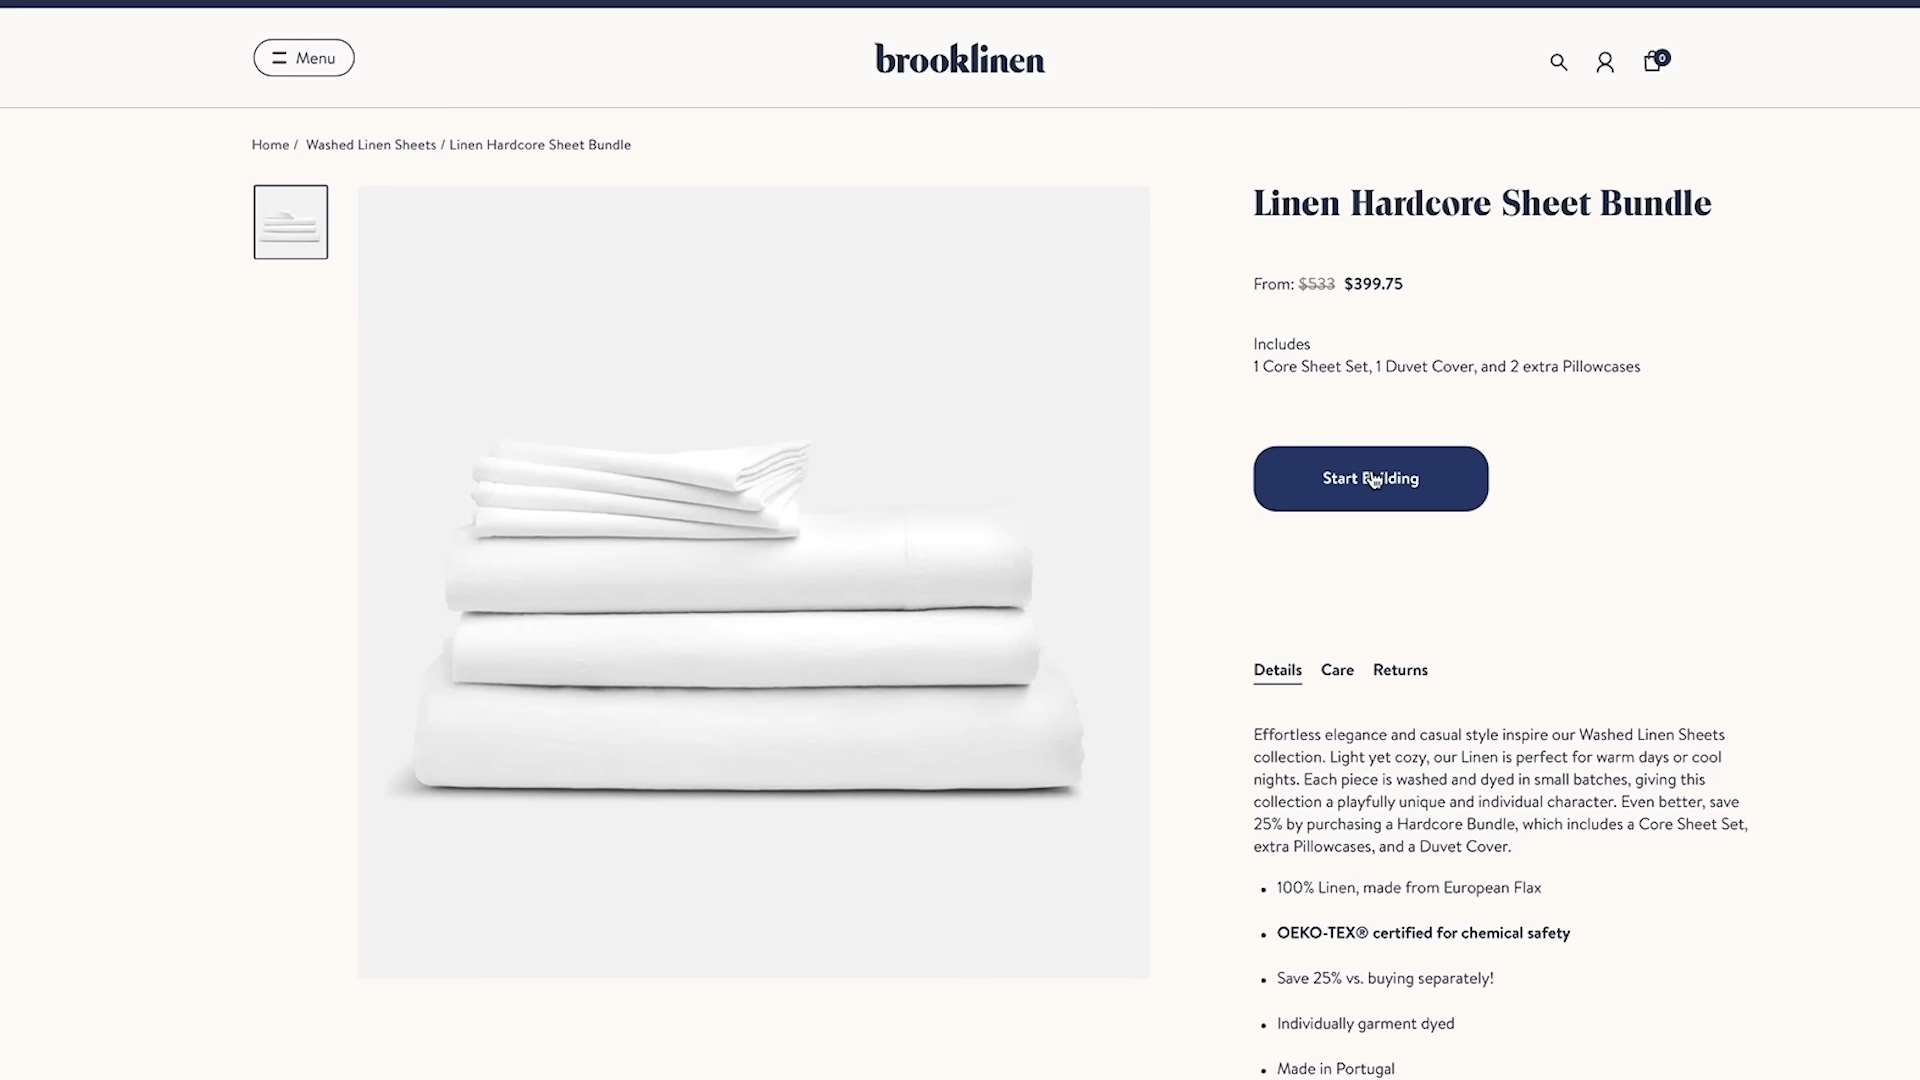 Menu
brooklinen
0
Home / Washed Linen Sheets / Linen Hardcore Sheet Bundle
Linen Hardcore Sheet Bundle
From: $533 $399.75
Includes
1 Core Sheet Set, 1 Duvet Cover, and 2 extra Pillowcases
Start Building
Details Care Returns
Effortless elegance and casual style inspire our Washed Linen Sheets
collection. Light yet cozy, our Linen is perfect for warm days or cool
nights. Each piece is washed and dyed in small batches, giving this
collection a playfully unique and individual character. Even better, save
25% by purchasing a Hardcore Bundle, which includes a Core Sheet Set,
extra Pillowcases, and a Duvet Cover.
• 100% Linen, made from European Flax
• OEKO-TEX® certified for chemical safety
• Save 25% vs. buying separately!
• Individually garment dyed
• Made in Portugal